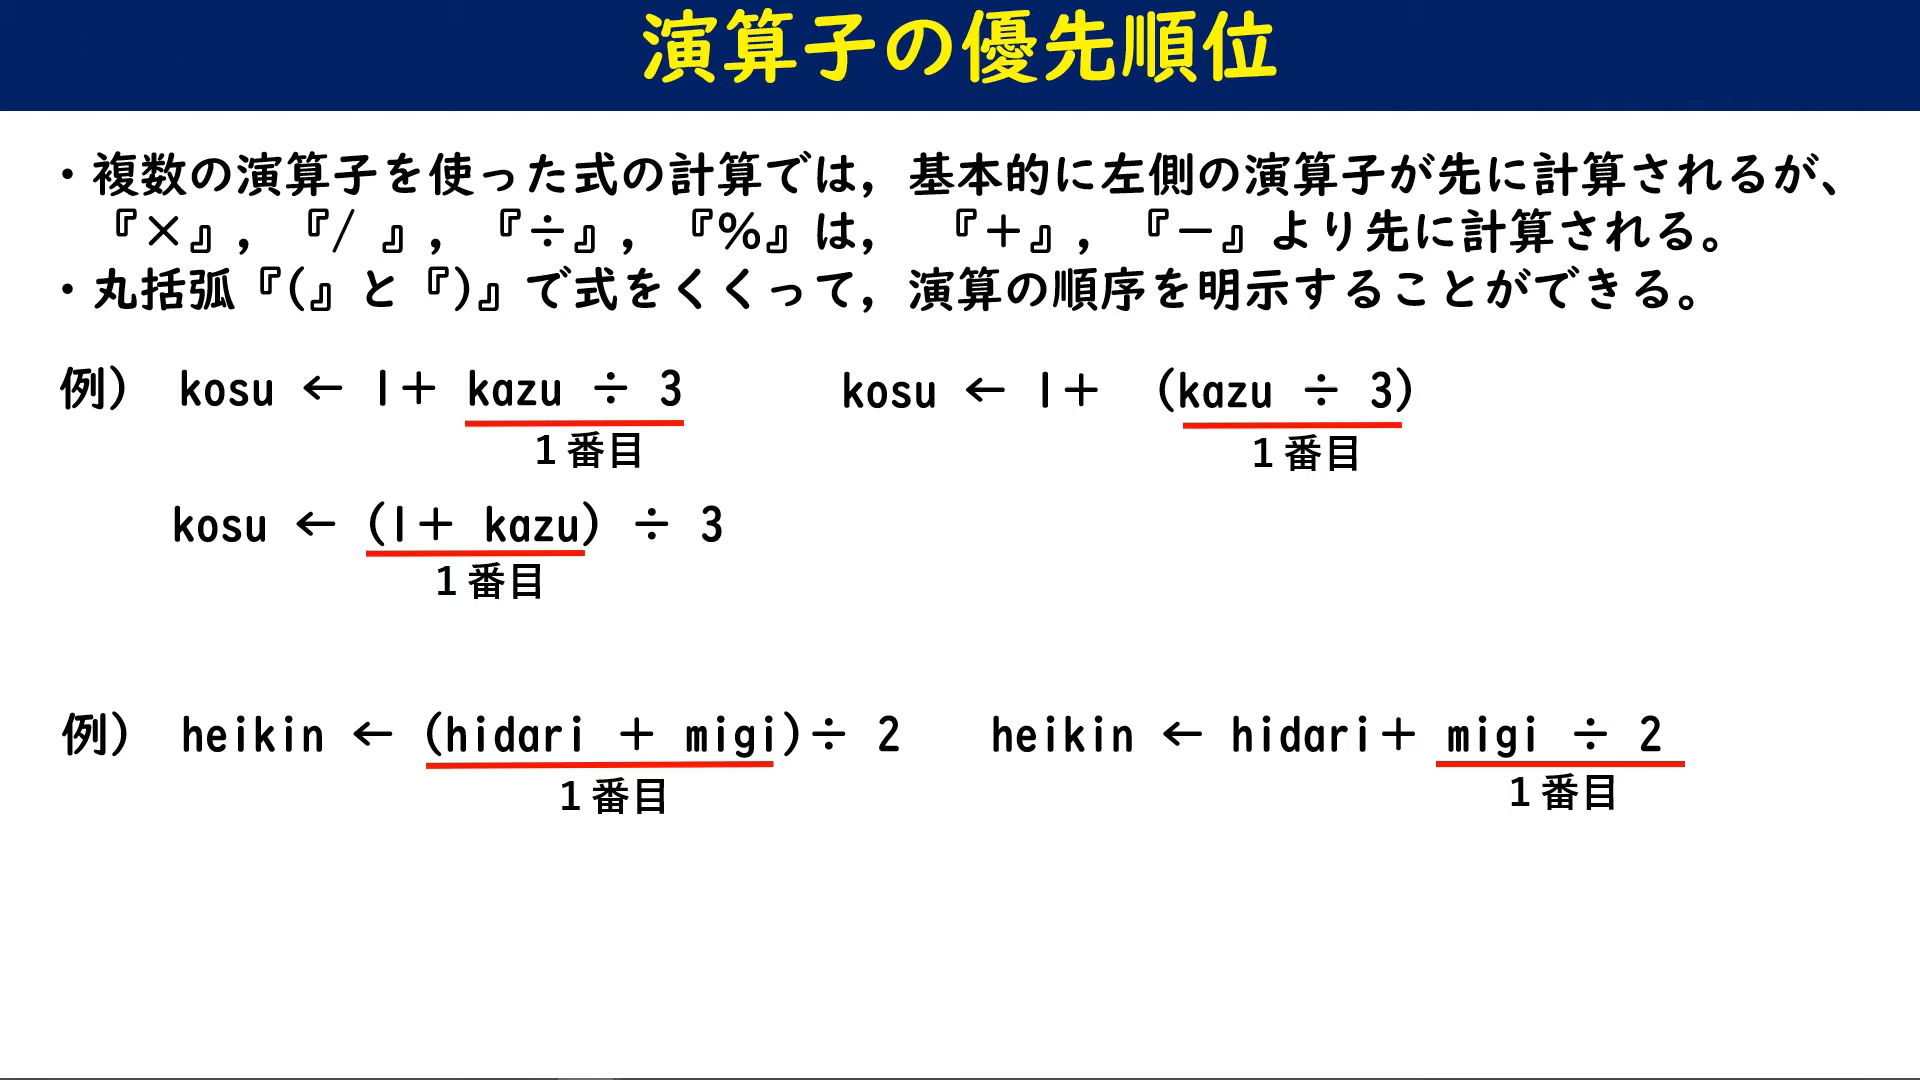 演算子の優先順位
・複数の演算子を使った式の計算では，基本的に左側の演算子が先に計算されるが、
『×』，『/ 』，『÷』，『%』は， 『＋』，『－』より先に計算される。
・丸括弧『(』と『)』で式をくくって，演算の順序を明示することができる。
例） kosu ← 1＋ kazu ÷ 3 kosu ← 1＋ (kazu ÷ 3)
１番目 １番目
kosu ← (1＋ kazu) ÷ 3
１番目
例） heikin ← (hidari ＋ migi)÷ 2 heikin ← hidari＋ migi ÷ 2
１番目 １番目